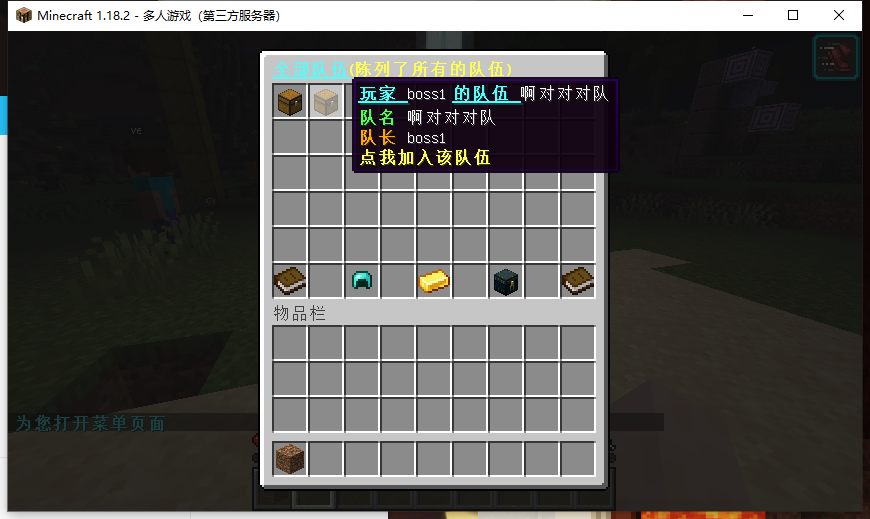 Minecraft 1.18.2 - 多人游戏（第三方服务器）
全部队伍(陈列了所有的队伍)
玩家 boss1 的队伍 啊对对对队
队名 啊对对对队
队长 boss1
点我加入该队伍
物品栏
为您打开菜单页面